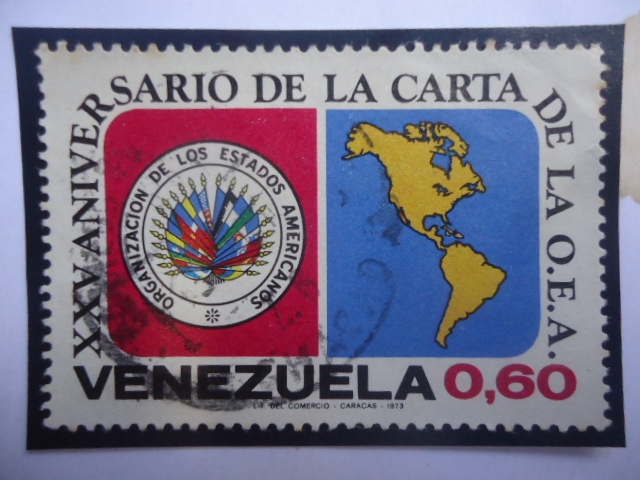 XXV ANIVERSARIO DE LA CARTA DE LA O.E.A.
ORGANIZACION DE LOS ESTADOS AMERICANOS
VENEZUELA 0,60
LIT. DEL COMERCIO - CARACAS - 1973